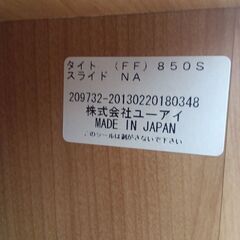 タイト (FF) 850S
スライド NA
209732-20130220180348
株式会社ユーアイ
MADE IN JAPAN
このシールは剥がさないで下さい